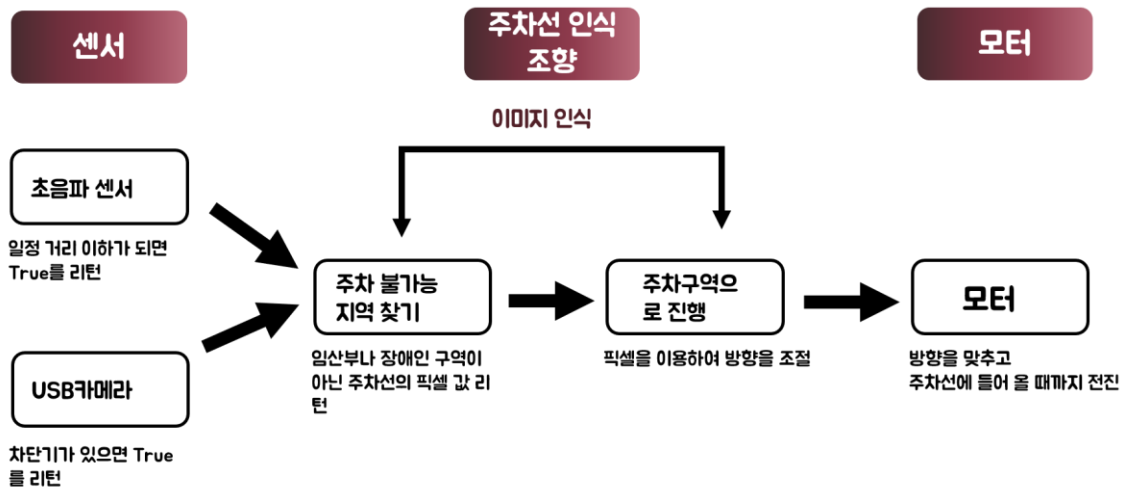 센서
주차선 인식
조향
모터
이미지 인식
초음파 센서
일정 거리 이하가 되면
True를 리턴
USB카메라
차단기가 있으면 True
를 리턴
주차 불가능
지역 찾기
임산부나 장애인 구역이
아닌 주차선의 픽셀 값 리
턴
주차구역으
로 진행
픽셀을 이용하여 방향을 조절
모터
방향을 맞추고
주차선에 들어 올 때까지 전진